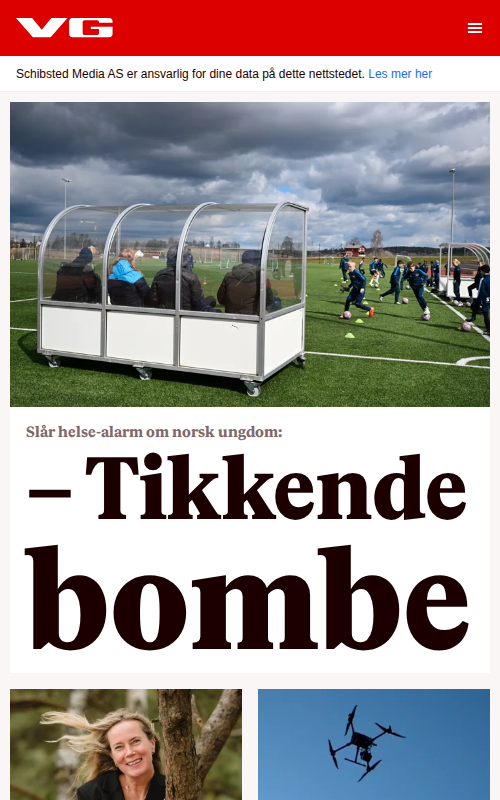 VG
Schibsted Media AS er ansvarlig for dine data på dette nettstedet. Les mer her
Slår helse-alarm om norsk ungdom:
– Tikkende
bombe